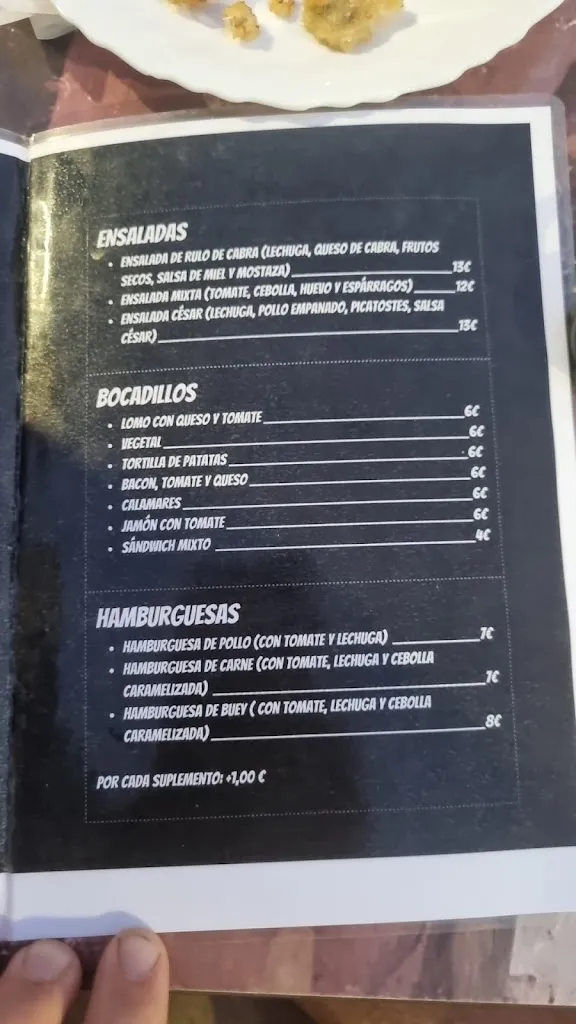 ENSALADAS
• ENSALADA DE RULO DE CABRA (LECHUGA, QUESO DE CABRA, FRUTOS
SECOS, SALSA DE MIEL Y MOSTAZA) 13€
• ENSALADA MIXTA (TOMATE, CEBOLLA, HUEVO Y ESPÁRRAGOS) 12€
• ENSALADA CÉSAR (LECHUGA, POLLO EMPANADO, PICATOSTES, SALSA
CÉSAR) 13€
BOCADILLOS
• LOMO CON QUESO Y TOMATE 6€
• VEGETAL 6€
• TORTILLA DE PATATAS 6€
• BACON, TOMATE Y QUESO 6€
• CALAMARES 6€
• JAMÓN CON TOMATE 6€
• SÁNDWICH MIXTO 4€
HAMBURGUESAS
• HAMBURGUESA DE POLLO (CON TOMATE Y LECHUGA) 7€
• HAMBURGUESA DE CARNE (CON TOMATE, LECHUGA Y CEBOLLA
CARAMELIZADA) 7€
• HAMBURGUESA DE BUEY ( CON TOMATE, LECHUGA Y CEBOLLA
CARAMELIZADA) 8€
POR CADA SUPLEMENTO: +1,00 €